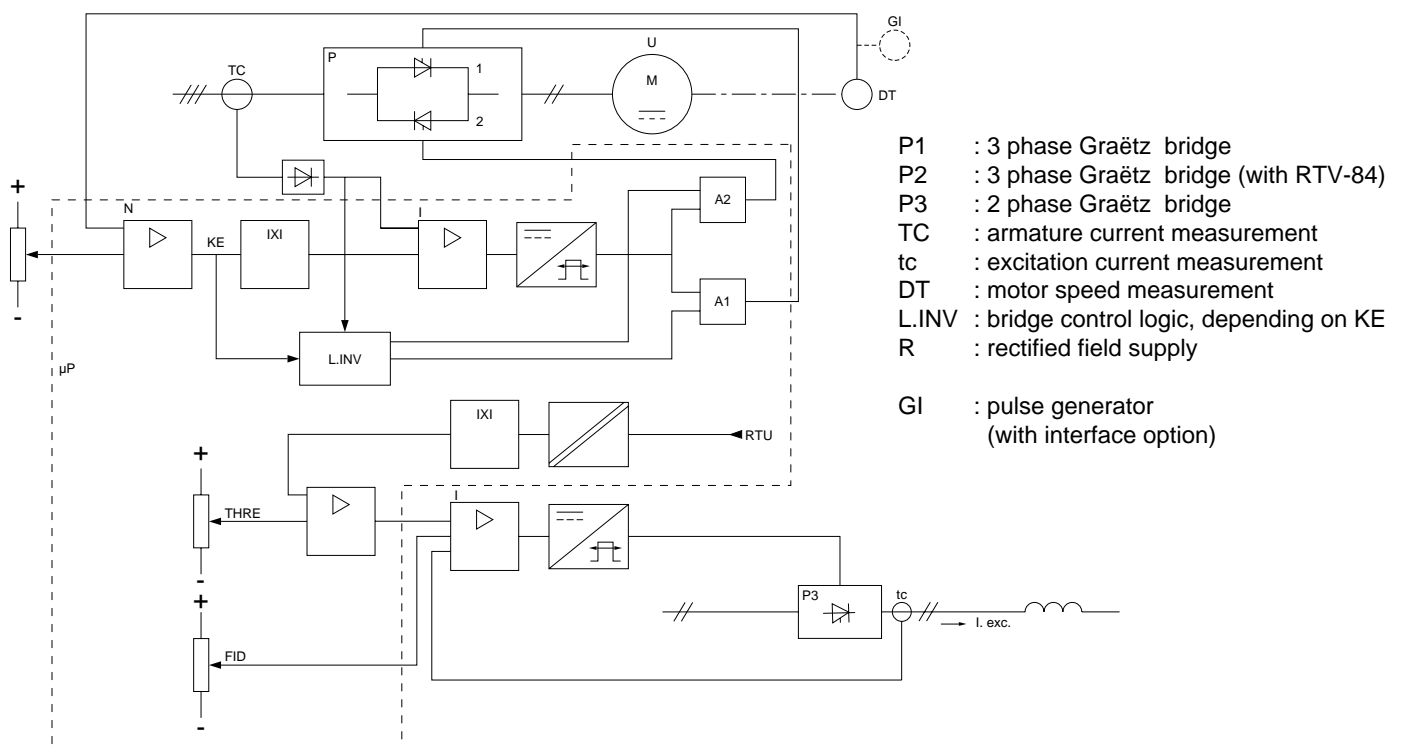 GI
U
P
TC
1
M
DT
2
P1 : 3 phase Graëtz bridge
P2 : 3 phase Graëtz bridge (with RTV-84)
P3 : 2 phase Graëtz bridge
TC : armature current measurement
tc : excitation current measurement
DT : motor speed measurement
L.INV : bridge control logic, depending on KE
R : rectified field supply
GI : pulse generator
(with interface option)
+
N
I
A2
KE
IXI
A1
-
L.INV
µP
IXI
RTU
+
I
THRE
-
+
P3
tc
I. exc.
FID
-